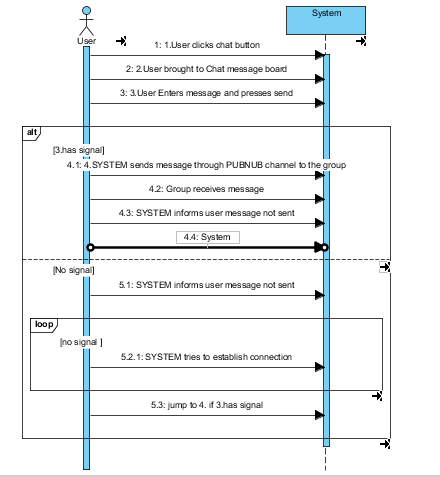 System
User
1: 1.User clicks chat button
2: 2.User brought to Chat message board
3: 3.User Enters message and presses send
alt
[3.has signal]
4.1: 4.SYSTEM sends message through PUBNUB channel to the group
4.2: Group receives message
4.3: SYSTEM informs user message not sent
4.4: System
[No signal]
5.1: SYSTEM informs user message not sent
loop
[no signal ]
5.2.1: SYSTEM tries to establish connection
5.3: jump to 4. if 3.has signal